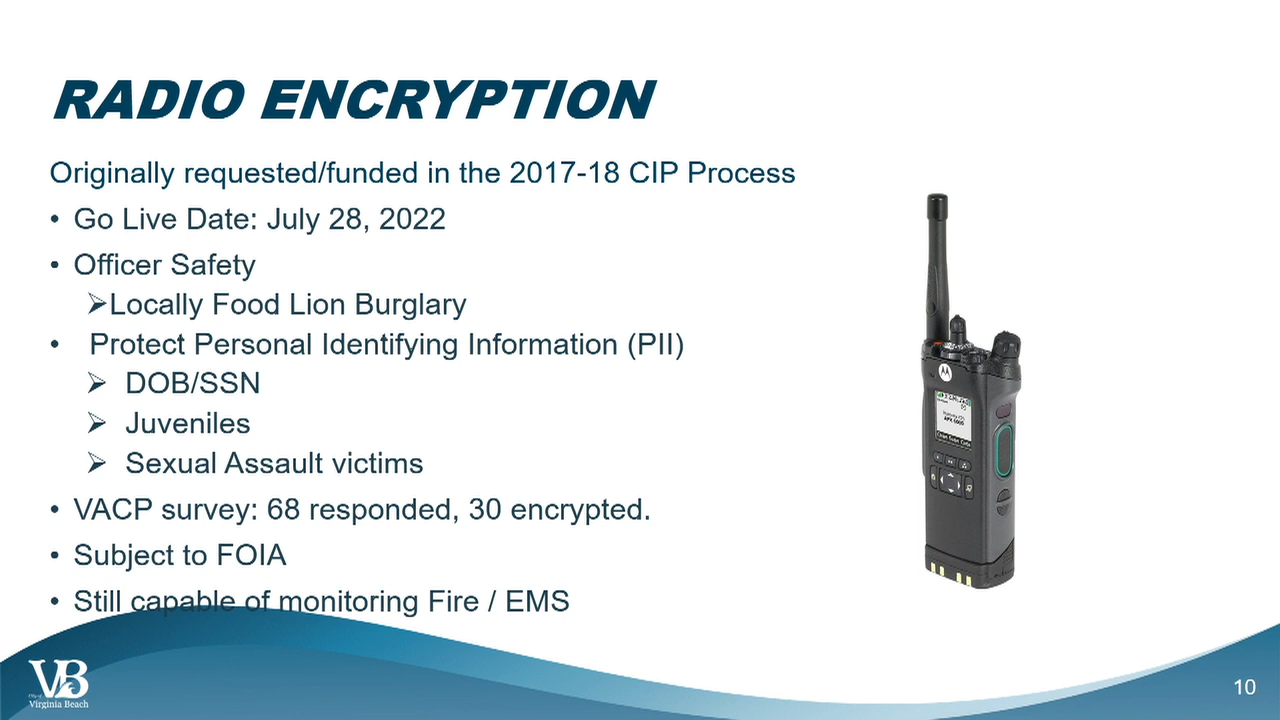 RADIO ENCRYPTION
Originally requested/funded in the 2017-18 CIP Process
• Go Live Date: July 28, 2022
• Officer Safety
➢Locally Food Lion Burglary
• Protect Personal Identifying Information (PII)
➢ DOB/SSN
➢ Juveniles
➢ Sexual Assault victims
• VACP survey: 68 responded, 30 encrypted.
• Subject to FOIA
• Still capable of monitoring Fire / EMS
VB
City of
Virginia Beach
10